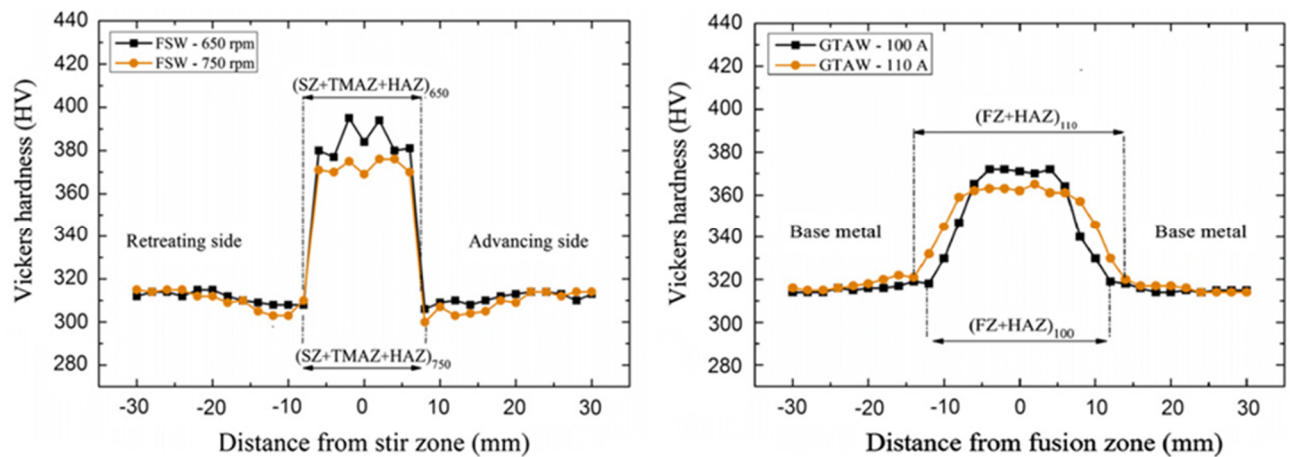 440
420
400
380
360
340
320
300
280
Vickers hardness (HV)
FSW - 650 rpm
FSW - 750 rpm
(SZ+TMAZ+HAZ)650
Retreating side
Advancing side
(SZ+TMAZ+HAZ)750
-30 -20 -10 0 10 20 30
Distance from stir zone (mm)
440
420
400
380
360
340
320
300
280
Vickers hardness (HV)
GTAW - 100 A
GTAW - 110 A
(FZ+HAZ)110
Base metal
Base metal
(FZ+HAZ)100
-30 -20 -10 0 10 20 30
Distance from fusion zone (mm)